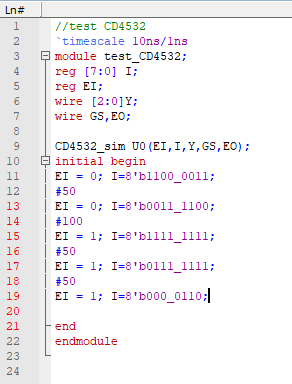 Ln#
1 //test CD4532
2 `timescale 10ns/1ns
3 module test_CD4532;
4 reg [7:0] I;
5 reg EI;
6 wire [2:0]Y;
7 wire GS,EO;
8
9 CD4532_sim U0(EI,I,Y,GS,EO);
10 initial begin
11 EI = 0; I=8'b1100_0011;
12 #50
13 EI = 0; I=8'b0011_1100;
14 #100
15 EI = 1; I=8'b1111_1111;
16 #50
17 EI = 1; I=8'b0111_1111;
18 #50
19 EI = 1; I=8'b000_0110;
20
21 end
22 endmodule
23
24